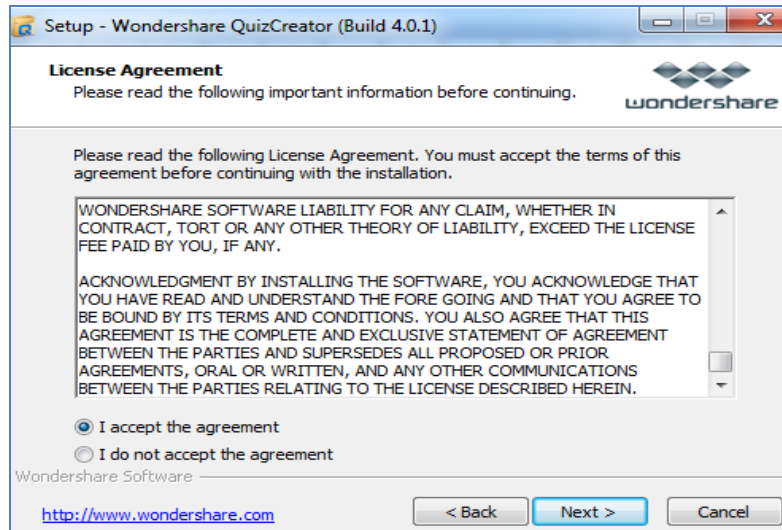 Setup - Wondershare QuizCreator (Build 4.0.1)
License Agreement
Please read the following important information before continuing.
wondershare
Please read the following License Agreement. You must accept the terms of this
agreement before continuing with the installation.
WONDERSHARE SOFTWARE LIABILITY FOR ANY CLAIM, WHETHER IN
CONTRACT, TORT OR ANY OTHER THEORY OF LIABILITY, EXCEED THE LICENSE
FEE PAID BY YOU, IF ANY.
ACKNOWLEDGMENT BY INSTALLING THE SOFTWARE, YOU ACKNOWLEDGE THAT
YOU HAVE READ AND UNDERSTAND THE FORE GOING AND THAT YOU AGREE TO
BE BOUND BY ITS TERMS AND CONDITIONS. YOU ALSO AGREE THAT THIS
AGREEMENT IS THE COMPLETE AND EXCLUSIVE STATEMENT OF AGREEMENT
BETWEEN THE PARTIES AND SUPERSEDES ALL PROPOSED OR PRIOR
AGREEMENTS, ORAL OR WRITTEN, AND ANY OTHER COMMUNICATIONS
BETWEEN THE PARTIES RELATING TO THE LICENSE DESCRIBED HEREIN.
I accept the agreement
I do not accept the agreement
Wondershare Software
http://www.wondershare.com
< Back
Next >
Cancel